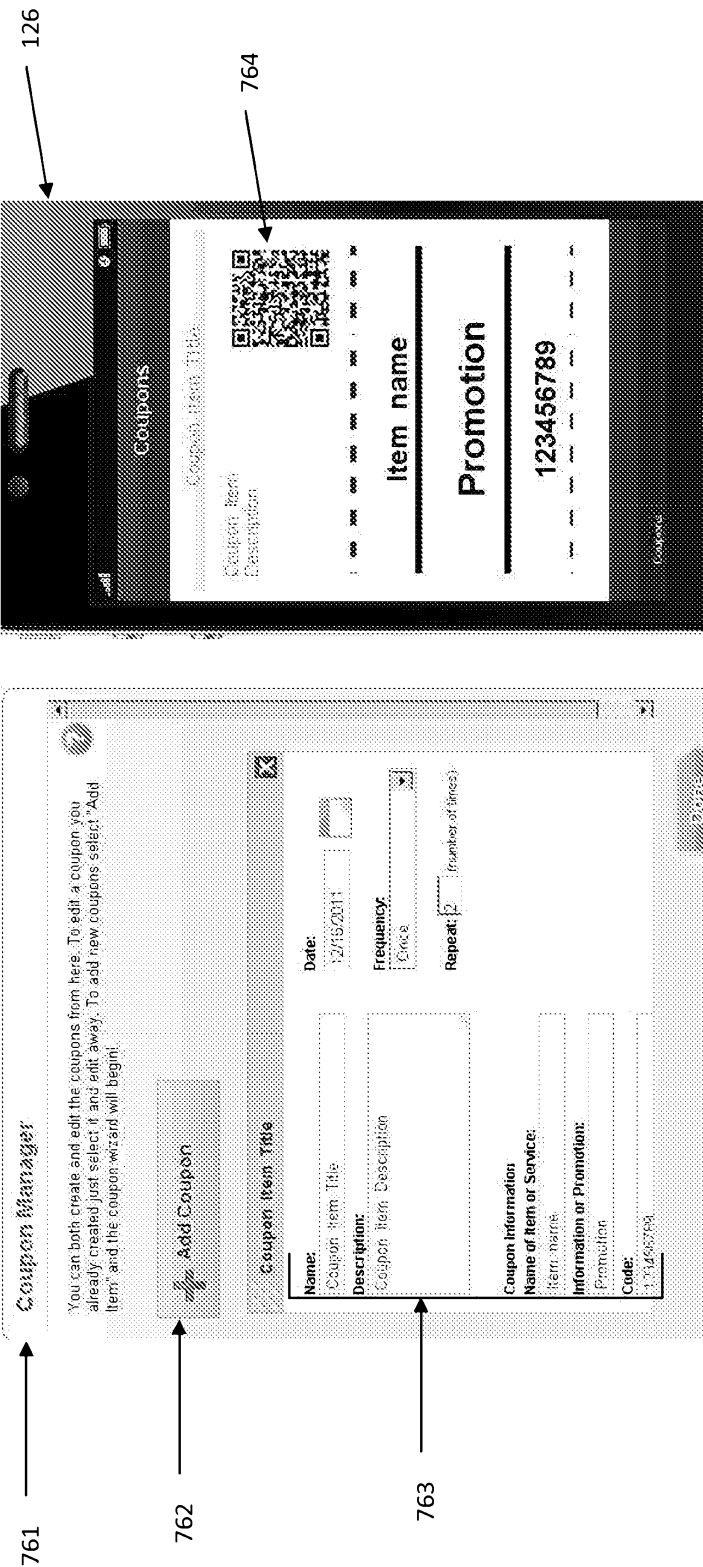 761
Coupon Manager
You can both create and edit the coupons from here. To edit a coupon you
already created just select it and edit away. To add new coupons select "Add
Item" and the coupon wizard will begin!
762
Add Coupon
Coupon Item Title
763
Name:
Coupon Item Title
Description:
Coupon Item Description
Coupon Information
Name of Item or Service:
Item name
Information or Promotion:
Promotion
Code:
123456789
Date:
12/16/2011
Frequency:
Once
Repeat: 2 (number of times)
126
764
Coupons
Coupon Item Title
Coupon Item
Description
Item name
Promotion
123456789
Coupons